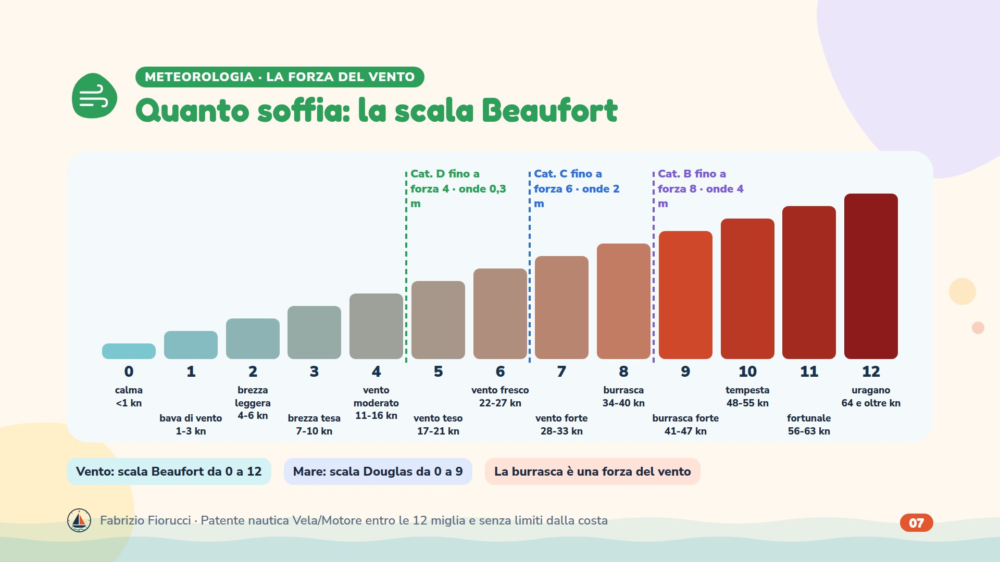 METEOROLOGIA · LA FORZA DEL VENTO
Quanto soffia: la scala Beaufort
Cat. D fino a
forza 4 · onde 0,3
m
Cat. C fino a
forza 6 · onde 2
m
Cat. B fino a
forza 8 · onde 4
m
0
calma
<1 kn
1
bava di vento
1-3 kn
2
brezza
leggera
4-6 kn
3
brezza tesa
7-10 kn
4
vento
moderato
11-16 kn
5
vento teso
17-21 kn
6
vento fresco
22-27 kn
7
vento forte
28-33 kn
8
burrasca
34-40 kn
9
burrasca forte
41-47 kn
10
tempesta
48-55 kn
11
fortunale
56-63 kn
12
uragano
64 e oltre kn
Vento: scala Beaufort da 0 a 12
Mare: scala Douglas da 0 a 9
La burrasca è una forza del vento
Fabrizio Fiorucci · Patente nautica Vela/Motore entro le 12 miglia e senza limiti dalla costa
07